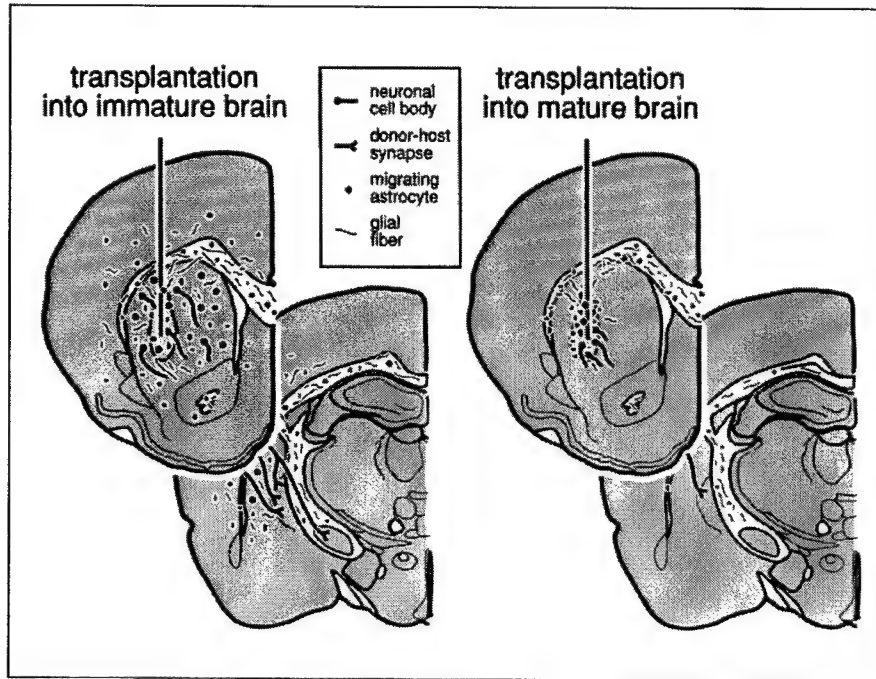 transplantation
into immature brain
neuronal
cell body
donor-host
synapse
migrating
astrocyte
glial
fiber
transplantation
into mature brain